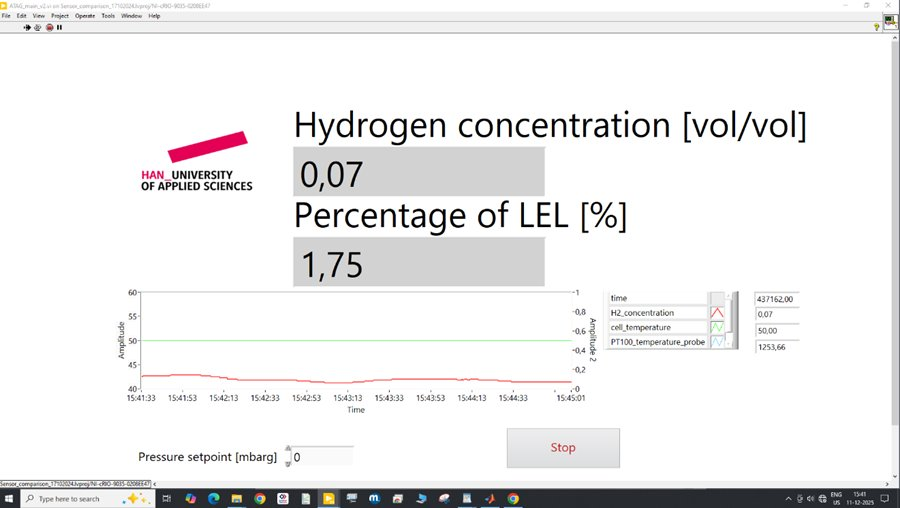 ATAG_main_v2.vi on Sensor_comparison_17102024.lvproj/NI-cRIO-9035-020BEE47
File Edit View Project Operate Tools Window Help
Hydrogen concentration [vol/vol]
0,07
HAN_UNIVERSITY
OF APPLIED SCIENCES
Percentage of LEL [%]
1,75
60
55
50
45
40
Amplitude
1
0,8
0,6
0,4
0,2
0
Amplitude 2
15:41:33 15:41:53 15:42:13 15:42:33 15:42:53 15:43:13 15:43:33 15:43:53 15:44:13 15:44:33 15:45:01
Time
time 437162,00
H2_concentration 0,07
cell_temperature 50,00
PT100_temperature_probe 1253,66
Pressure setpoint [mbarg] 0
Stop
Sensor_comparison_17102024.lvproj/NI-cRIO-9035-020BEE47
Type here to search
ENG
US
15:41
11-12-2025